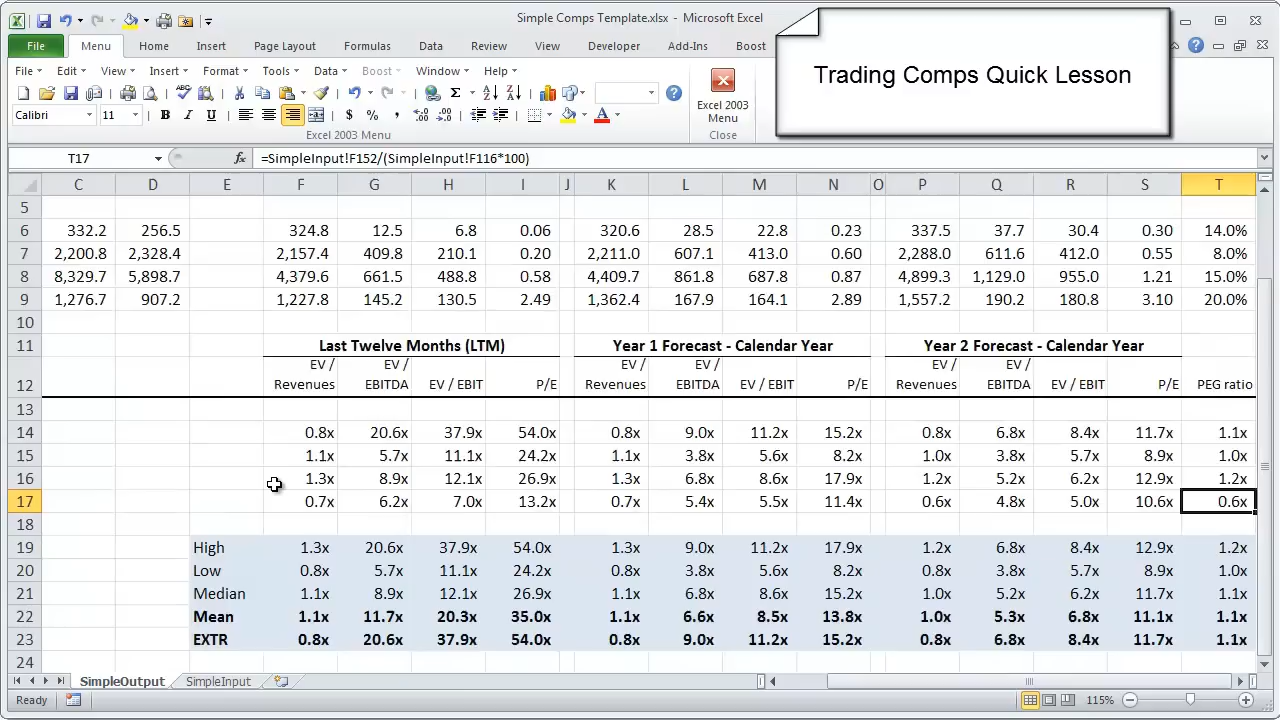 Simple Comps Template.xlsx - Microsoft Excel
Trading Comps Quick Lesson
File Menu Home Insert Page Layout Formulas Data Review View Developer Add-Ins Boost
File Edit View Insert Format Tools Data Boost Window Help
Calibri 11 B I U $ % ,
Excel 2003 Menu
Excel 2003 Menu
Close
T17 fx =SimpleInput!F152/(SimpleInput!F116*100)
C D E F G H I J K L M N O P Q R S T
5
6 332.2 256.5 324.8 12.5 6.8 0.06 320.6 28.5 22.8 0.23 337.5 37.7 30.4 0.30 14.0%
7 2,200.8 2,328.4 2,157.4 409.8 210.1 0.20 2,211.0 607.1 413.0 0.60 2,288.0 611.6 412.0 0.55 8.0%
8 8,329.7 5,898.7 4,379.6 661.5 488.8 0.58 4,409.7 861.8 687.8 0.87 4,899.3 1,129.0 955.0 1.21 15.0%
9 1,276.7 907.2 1,227.8 145.2 130.5 2.49 1,362.4 167.9 164.1 2.89 1,557.2 190.2 180.8 3.10 20.0%
10
11 Last Twelve Months (LTM) Year 1 Forecast - Calendar Year Year 2 Forecast - Calendar Year
EV / EV / EV / EV / EV / EV /
12 Revenues EBITDA EV / EBIT P/E Revenues EBITDA EV / EBIT P/E Revenues EBITDA EV / EBIT P/E PEG ratio
13
14 0.8x 20.6x 37.9x 54.0x 0.8x 9.0x 11.2x 15.2x 0.8x 6.8x 8.4x 11.7x 1.1x
15 1.1x 5.7x 11.1x 24.2x 1.1x 3.8x 5.6x 8.2x 1.0x 3.8x 5.7x 8.9x 1.0x
16 1.3x 8.9x 12.1x 26.9x 1.3x 6.8x 8.6x 17.9x 1.2x 5.2x 6.2x 12.9x 1.2x
17 0.7x 6.2x 7.0x 13.2x 0.7x 5.4x 5.5x 11.4x 0.6x 4.8x 5.0x 10.6x 0.6x
18
19 High 1.3x 20.6x 37.9x 54.0x 1.3x 9.0x 11.2x 17.9x 1.2x 6.8x 8.4x 12.9x 1.2x
20 Low 0.8x 5.7x 11.1x 24.2x 0.8x 3.8x 5.6x 8.2x 0.8x 3.8x 5.7x 8.9x 1.0x
21 Median 1.1x 8.9x 12.1x 26.9x 1.1x 6.8x 8.6x 15.2x 1.0x 5.2x 6.2x 11.7x 1.1x
22 Mean 1.1x 11.7x 20.3x 35.0x 1.1x 6.6x 8.5x 13.8x 1.0x 5.3x 6.8x 11.1x 1.1x
23 EXTR 0.8x 20.6x 37.9x 54.0x 0.8x 9.0x 11.2x 15.2x 0.8x 6.8x 8.4x 11.7x 1.1x
24
SimpleOutput SimpleInput
Ready 115%